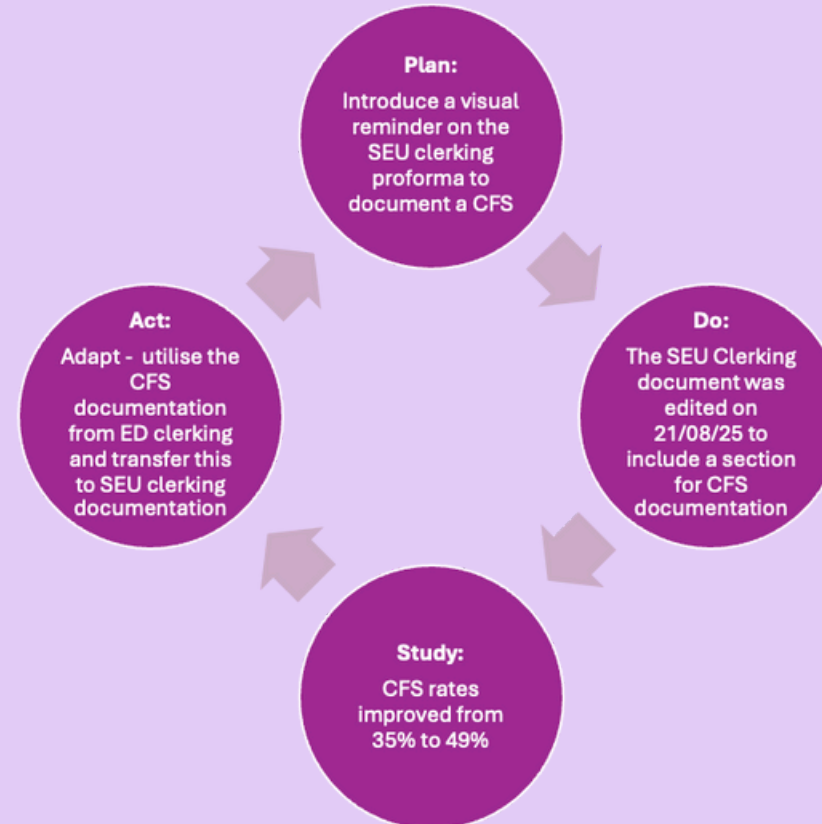 Plan:
Introduce a visual
reminder on the
SEU clerking
proforma to
document a CFS
Do:
The SEU Clerking
document was
edited on
21/08/25 to
include a section
for CFS
documentation
Study:
CFS rates
improved from
35% to 49%
Act:
Adapt - utilise the
CFS
documentation
from ED clerking
and transfer this
to SEU clerking
documentation